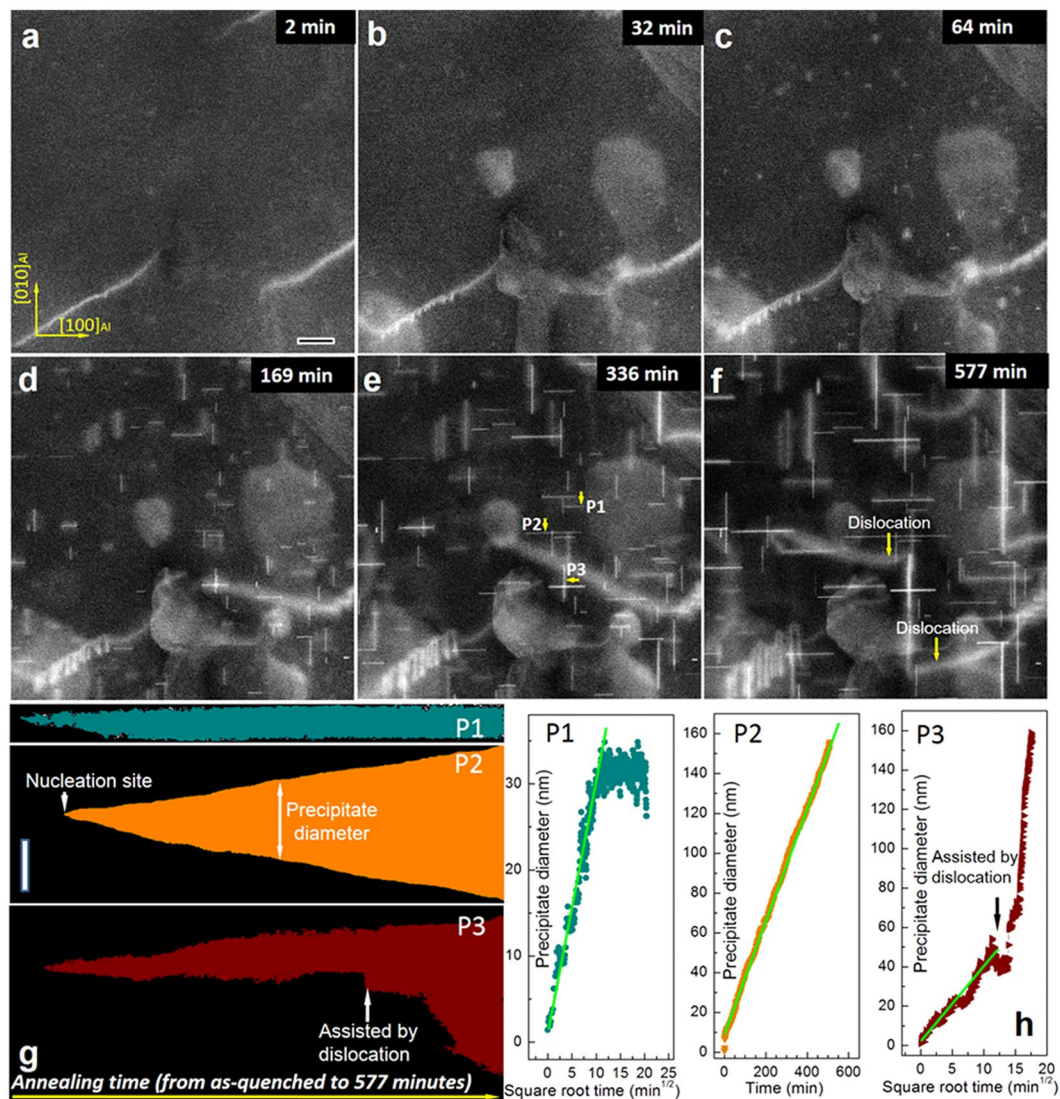 a
2 min
[010]Al
[100]Al
b
32 min
c
64 min
d
169 min
e
336 min
P1
P2
P3
f
577 min
Dislocation
Dislocation
P1
P2
Nucleation site
Precipitate
diameter
P3
Assisted by
dislocation
g
Annealing time (from as-quenched to 577 minutes)
P1
Precipitate diameter (nm)
30
20
10
0
0 5 10 15 20 25
Square root time (min1/2)
P2
Precipitate diameter (nm)
160
140
120
100
80
60
40
20
0
0 200 400 600
Time (min)
P3
Precipitate diameter (nm)
160
140
120
100
80
60
40
20
0
Assisted by
dislocation
h
0 5 10 15 20
Square root time (min1/2)